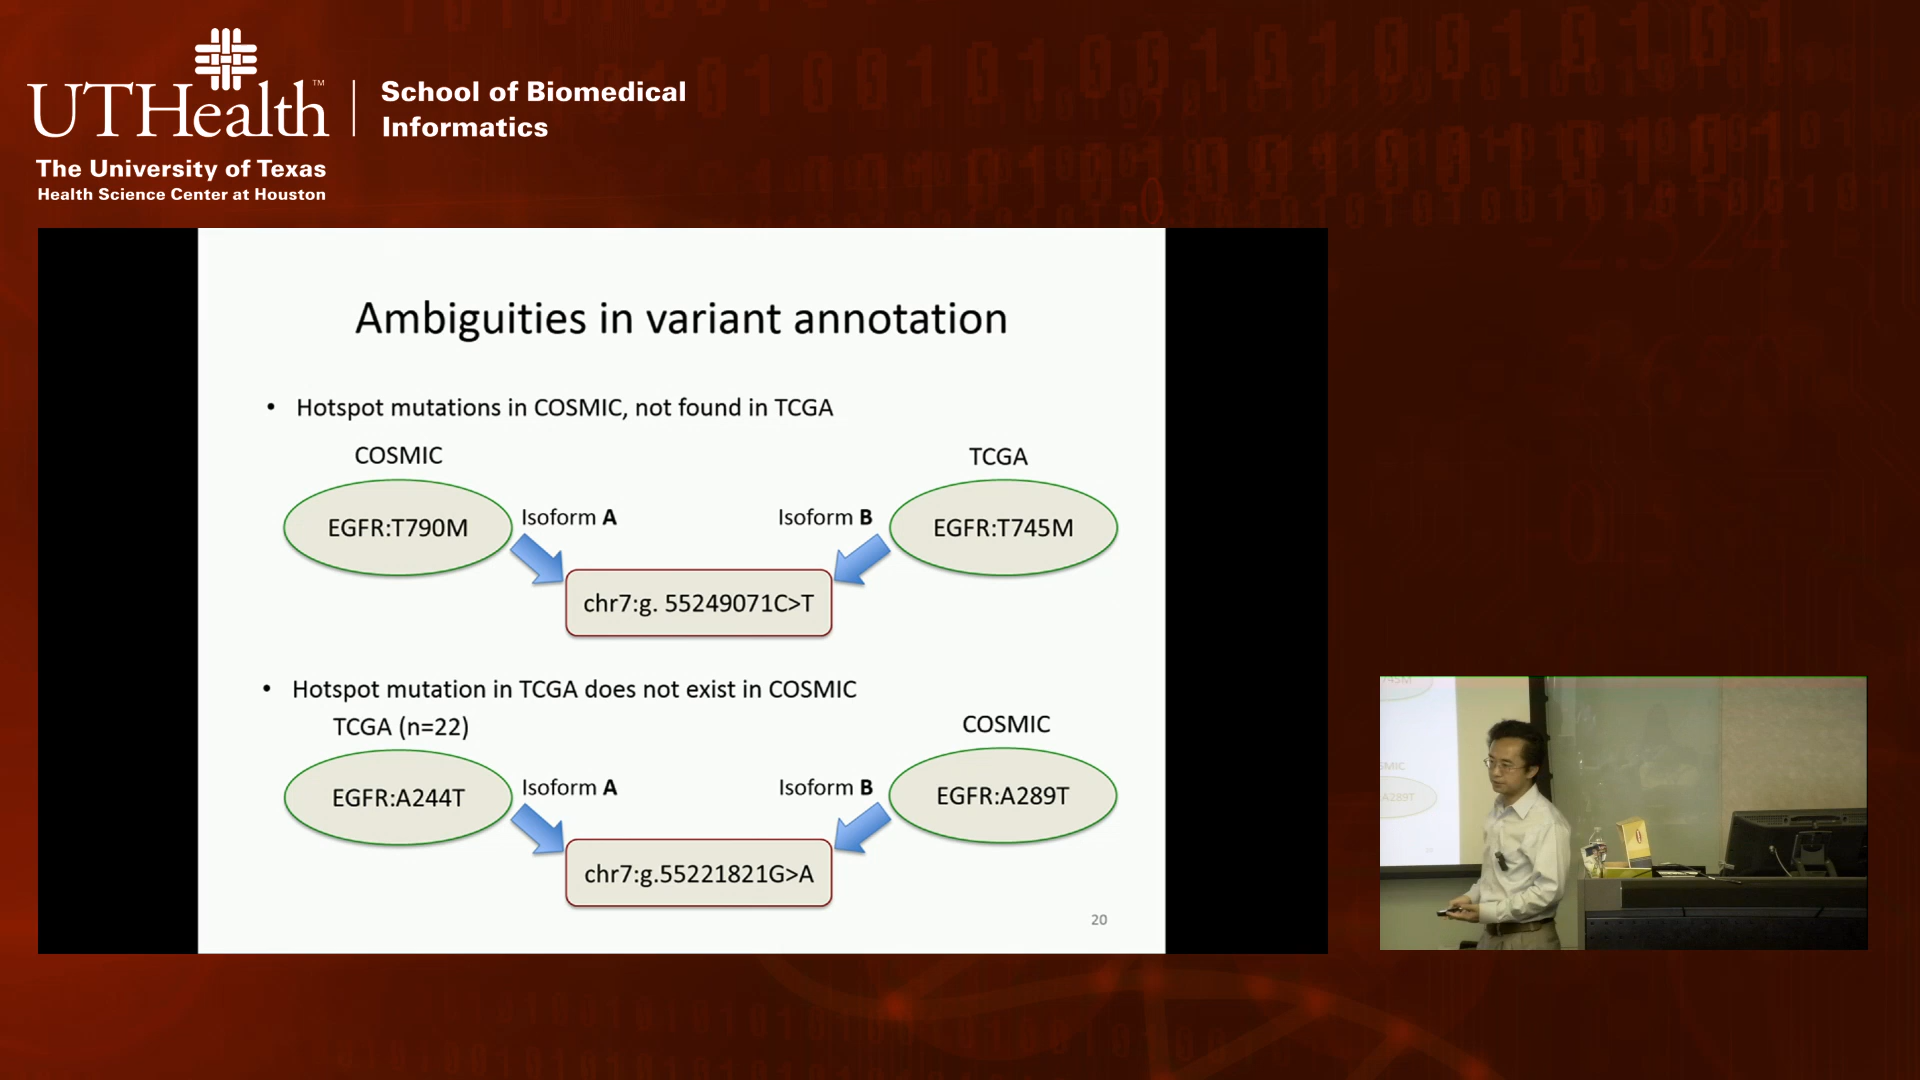 UTHealth™
School of Biomedical
Informatics
The University of Texas
Health Science Center at Houston
Ambiguities in variant annotation
• Hotspot mutations in COSMIC, not found in TCGA
COSMIC
TCGA
EGFR:T790M
Isoform A
Isoform B
EGFR:T745M
chr7:g. 55249071C>T
• Hotspot mutation in TCGA does not exist in COSMIC
TCGA (n=22)
COSMIC
EGFR:A244T
Isoform A
Isoform B
EGFR:A289T
chr7:g.55221821G>A
20